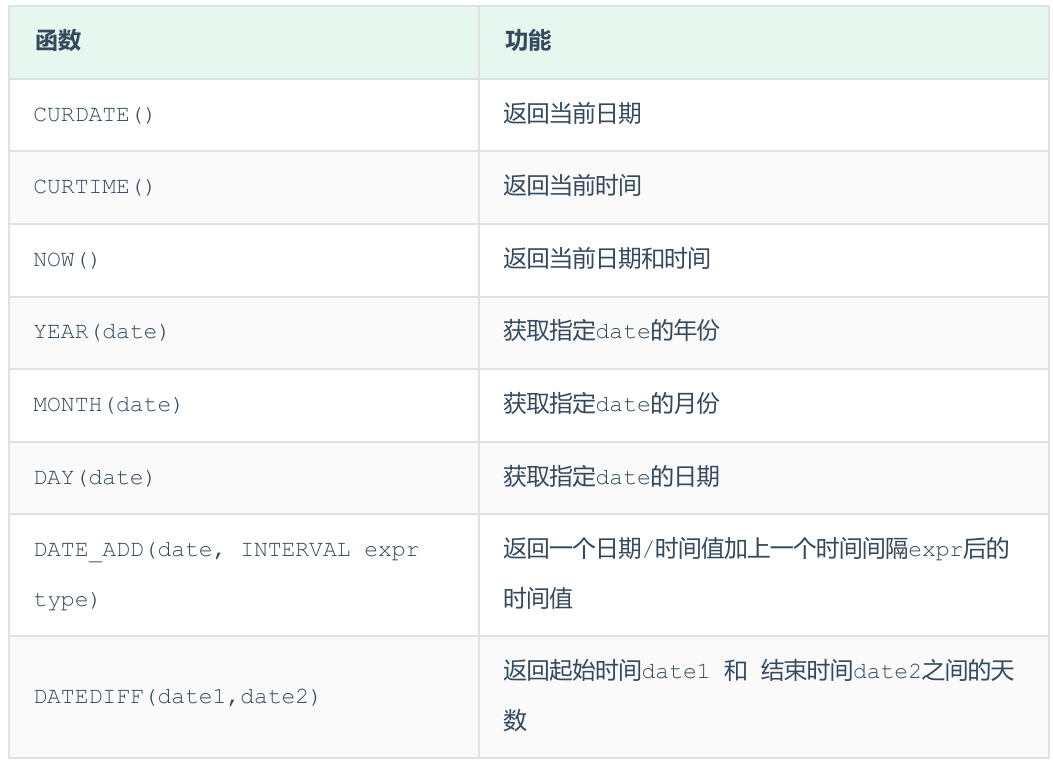 函数 功能
CURDATE() 返回当前日期
CURTIME() 返回当前时间
NOW() 返回当前日期和时间
YEAR(date) 获取指定date的年份
MONTH(date) 获取指定date的月份
DAY(date) 获取指定date的日期
DATE_ADD(date, INTERVAL expr
type)
返回一个日期/时间值加上一个时间间隔expr后的
时间值
DATEDIFF(date1,date2)
返回起始时间date1 和 结束时间date2之间的天
数